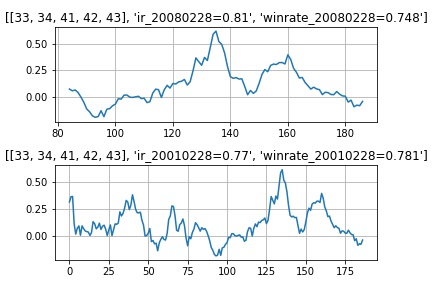 [[33, 34, 41, 42, 43], 'ir_20080228=0.81', 'winrate_20080228=0.748']
0.50
0.25
0.00
80 100 120 140 160 180
[[33, 34, 41, 42, 43], 'ir_20010228=0.77', 'winrate_20010228=0.781']
0.50
0.25
0.00
0 25 50 75 100 125 150 175